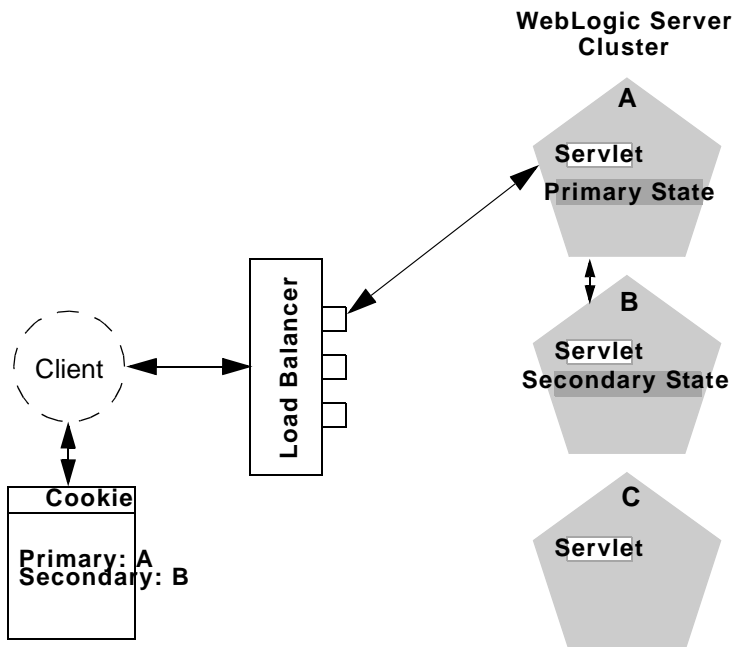 WebLogic Server
Cluster
A
Servlet
Primary State
B
Servlet
Secondary State
C
Servlet
Load Balancer
Client
Cookie
Primary: A
Secondary: B